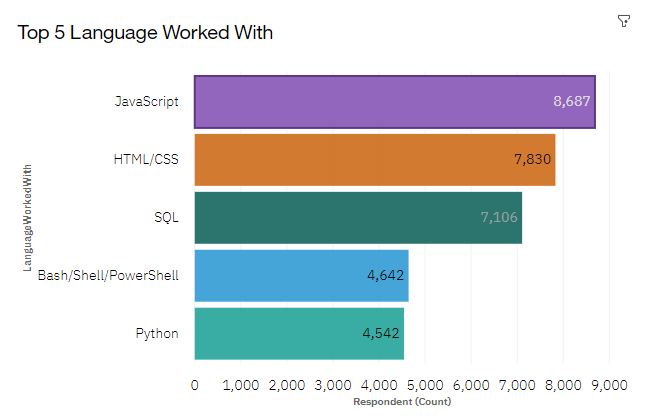 Top 5 Language Worked With
LanguageWorkedWith
JavaScript 8,687
HTML/CSS 7,830
SQL 7,106
Bash/Shell/PowerShell 4,642
Python 4,542
0 1,000 2,000 3,000 4,000 5,000 6,000 7,000 8,000 9,000
Respondent (Count)